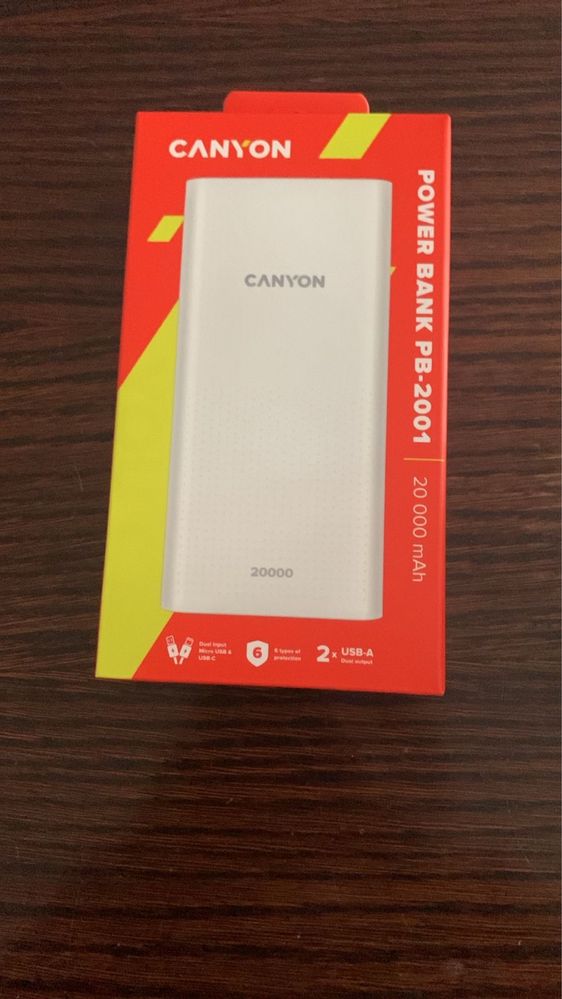 CANYON
POWER BANK PB-2001
20 000 mAh
CANYON
20000
Dual input
Micro USB &
USB-C
6
6 types of
protection
2x
USB-A
Dual output